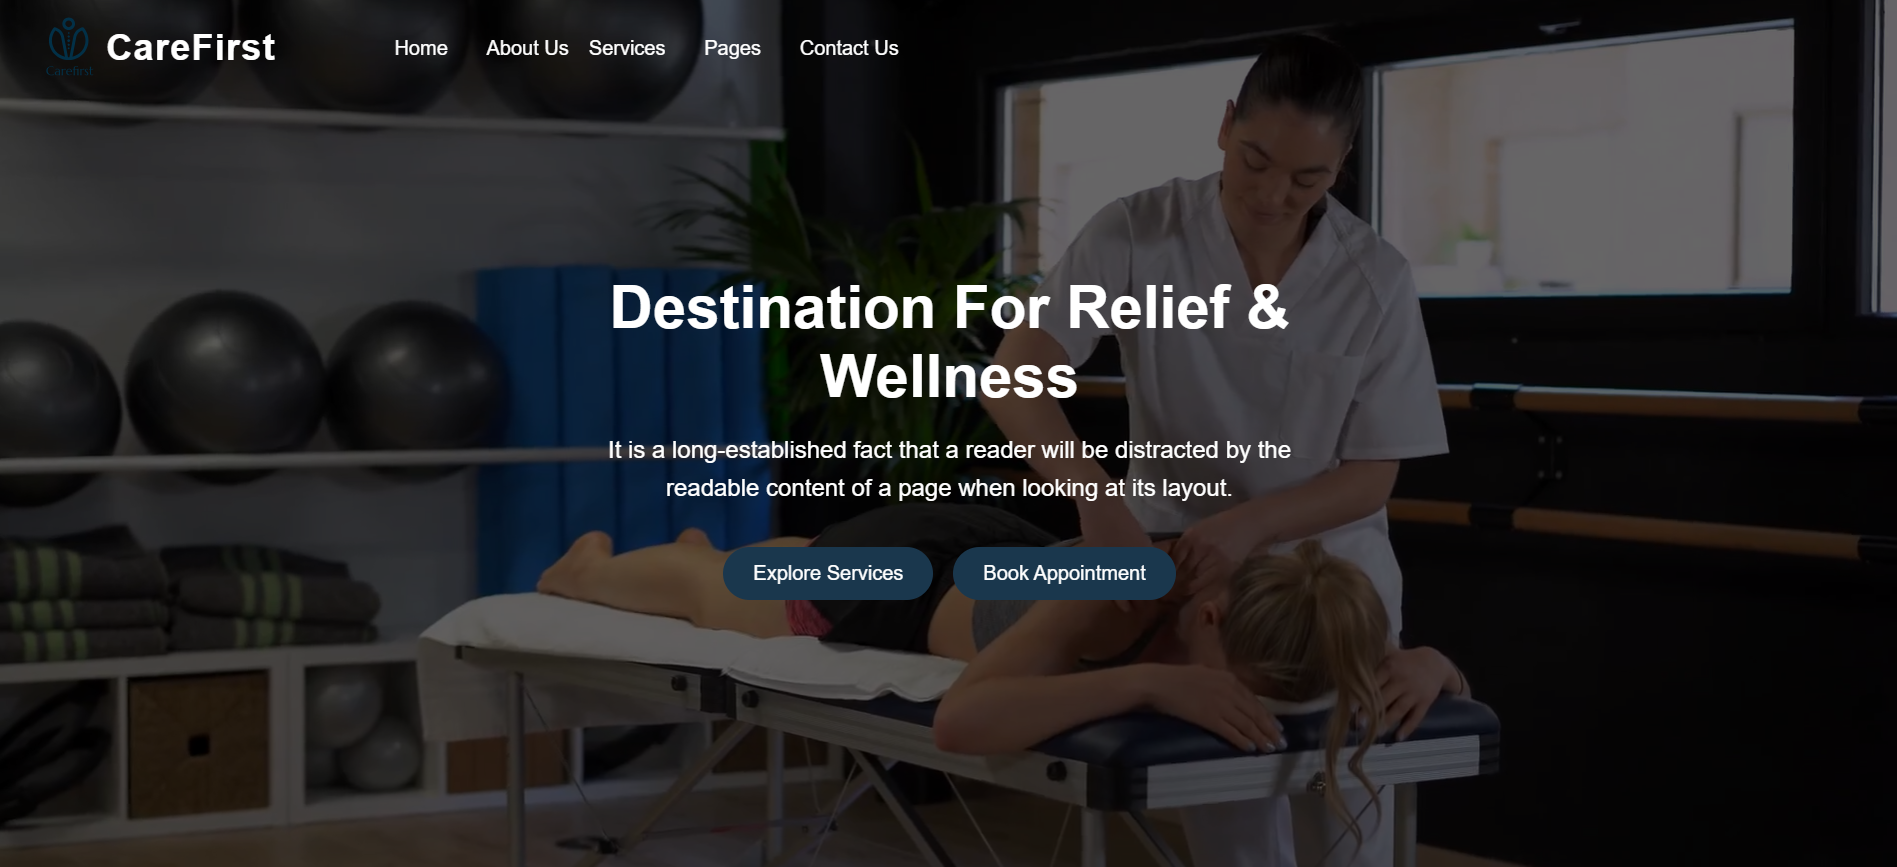 Carefirst
CareFirst
Home
About Us
Services
Pages
Contact Us
Destination For Relief &
Wellness
It is a long-established fact that a reader will be distracted by the
readable content of a page when looking at its layout.
Explore Services
Book Appointment